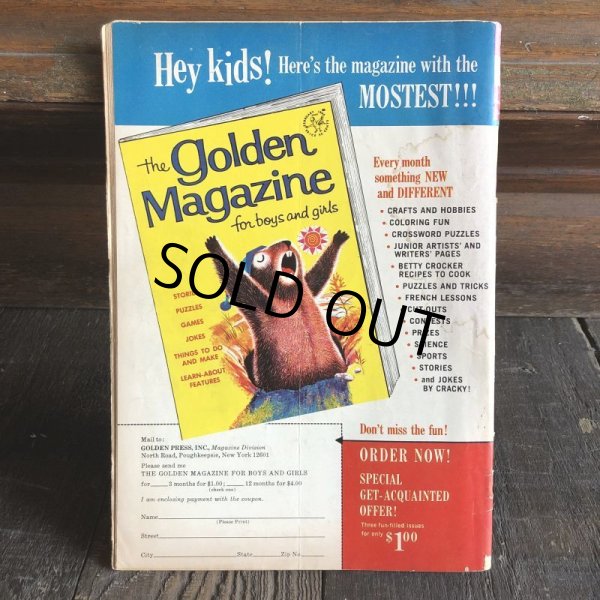 Hey kids! Here's the magazine with the
MOSTEST!!!
the golden
Magazine
for boys and girls
STORIES
PUZZLES
GAMES
JOKES
THINGS TO DO
AND MAKE
LEARN-ABOUT
FEATURES
Every month
something NEW
and DIFFERENT
• CRAFTS AND HOBBIES
• COLORING FUN
• CROSSWORD PUZZLES
• JUNIOR ARTISTS' AND
WRITERS' PAGES
• BETTY CROCKER
RECIPES TO COOK
• PUZZLES AND TRICKS
• FRENCH LESSONS
• CUT-OUTS
• CONTESTS
• PRIZES
• SCIENCE
• SPORTS
• STORIES
• and JOKES
BY CRACKY!
SOLD OUT
Don't miss the fun!
ORDER NOW!
SPECIAL
GET-ACQUAINTED
OFFER!
Three fun-filled issues
for only $1.00
Mail to:
GOLDEN PRESS, INC., Magazine Division
North Road, Poughkeepsie, New York 12601
Please send me
THE GOLDEN MAGAZINE FOR BOYS AND GIRLS
for____3 months for $1.00; ____12 months for $4.00
(check one)
I am enclosing payment with the coupon.
Name
(Please Print)
Street
City State Zip No.